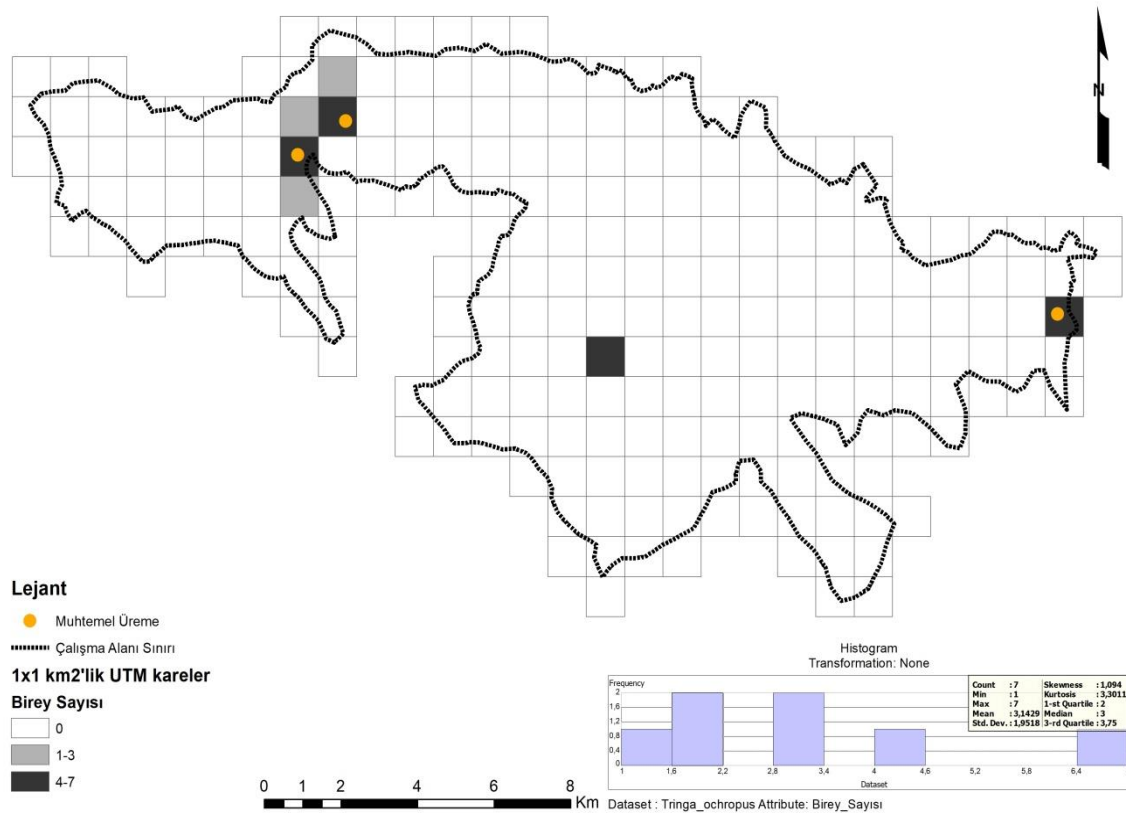 N
Lejant
Muhtemel Üreme
Çalışma Alanı Sınırı
1x1 km2'lik UTM kareler
Birey Sayısı
0
1-3
4-7
0 1 2 4 6 8
Km
Histogram
Transformation: None
Frequency
2
1,6
1,2
0,8
0,4
0
1 1,6 2,2 2,8 3,4 4 4,6 5,2 5,8 6,4
Dataset
Count : 7 Skewness : 1,094
Min : 1 Kurtosis : 3,3011
Max : 7 1-st Quartile : 2
Mean : 3,1429 Median : 3
Std. Dev. : 1,9518 3-rd Quartile : 3,75
Dataset : Tringa_ochropus Attribute: Birey_Sayısı